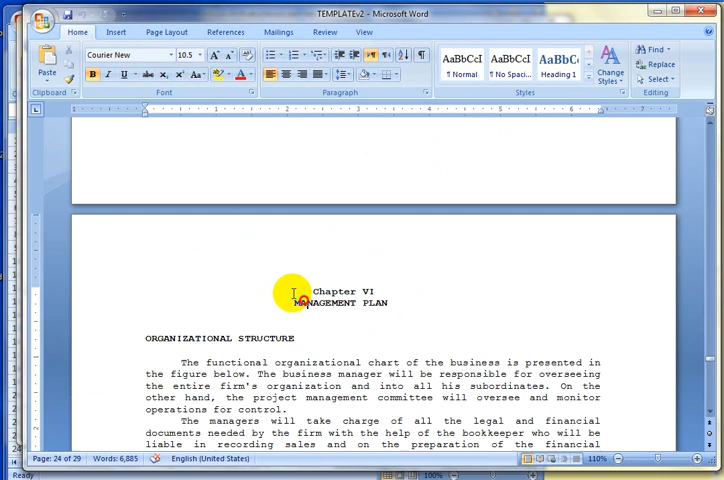 TEMPLATEv2 - Microsoft Word
Home Insert Page Layout References Mailings Review View
Paste
Courier New 10.5
AaBbCcI AaBbCcI AaBbCc
¶ Normal ¶ No Spaci... Heading 1
Change
Styles
Find
Replace
Select
Clipboard Font Paragraph Styles Editing
Chapter VI
MANAGEMENT PLAN
ORGANIZATIONAL STRUCTURE
The functional organizational chart of the business is presented in
the figure below. The business manager will be responsible for overseeing
the entire firm's organization and into all his subordinates. On the
other hand, the project management committee will oversee and monitor
operations for control.
The managers will take charge of all the legal and financial
documents needed by the firm with the help of the bookkeeper who will be
liable in recording sales and on the preparation of the financial
Page: 24 of 29 Words: 6,885 English (United States) 110%
Ready 100%